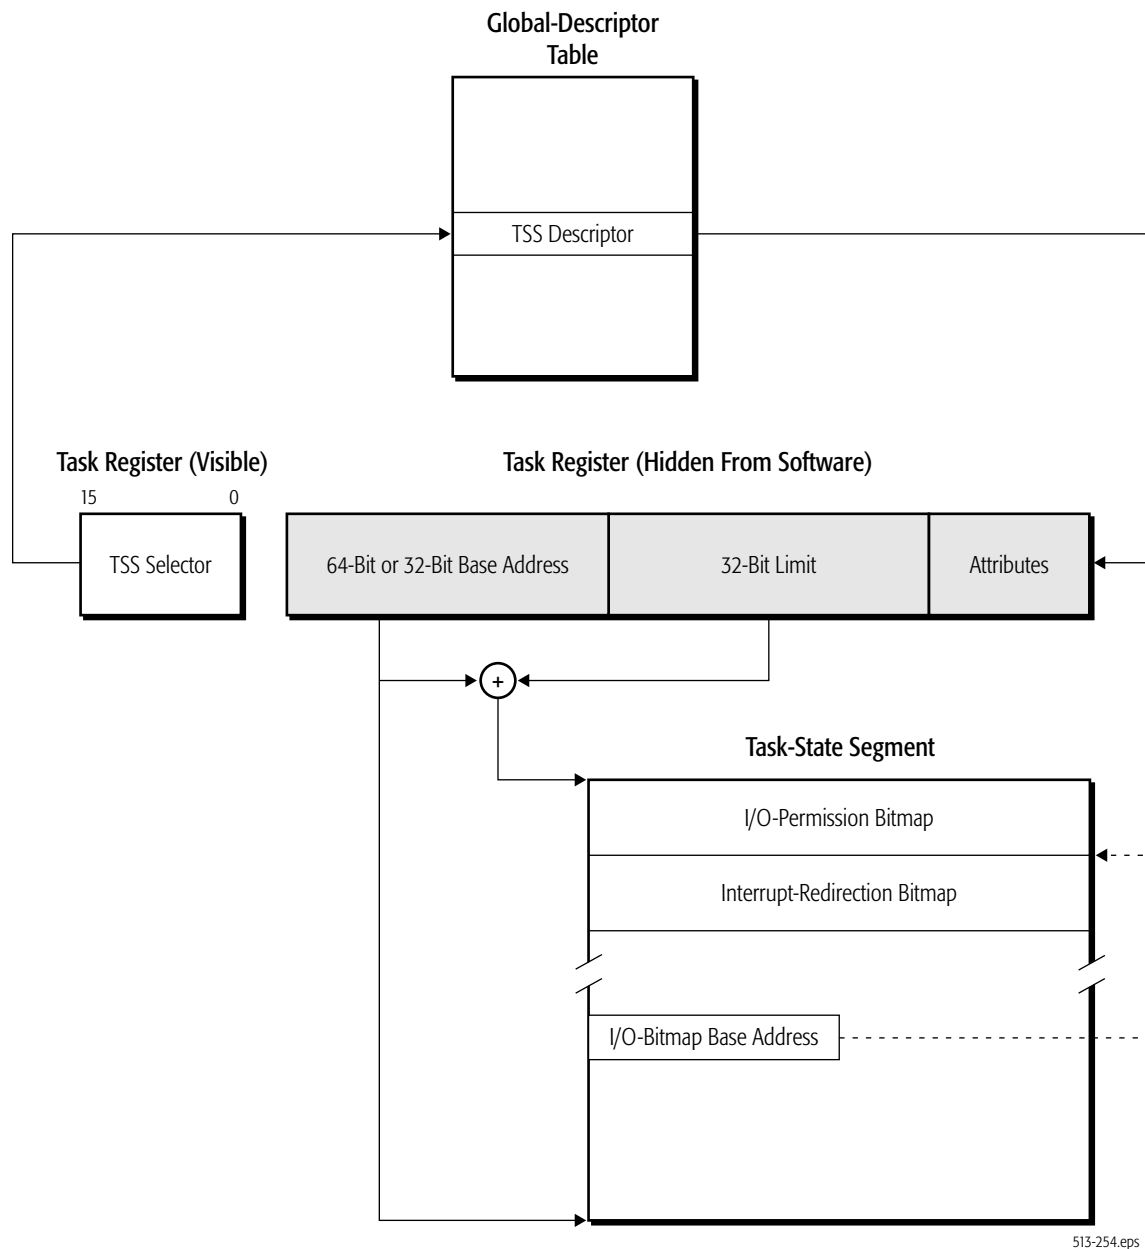 Global-Descriptor
Table
TSS Descriptor
Task Register (Visible)
Task Register (Hidden From Software)
15
0
TSS Selector
64-Bit or 32-Bit Base Address
32-Bit Limit
Attributes
+
Task-State Segment
I/O-Permission Bitmap
Interrupt-Redirection Bitmap
I/O-Bitmap Base Address
513-254.eps